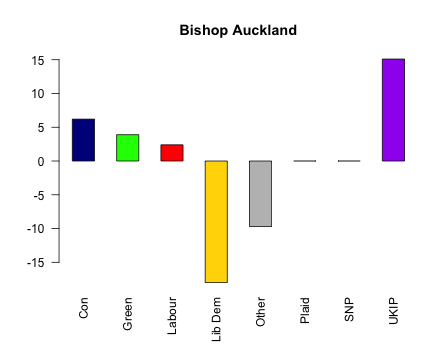 Bishop Auckland
15
10
5
0
-5
-10
-15
Con
Green
Labour
Lib Dem
Other
Plaid
SNP
UKIP